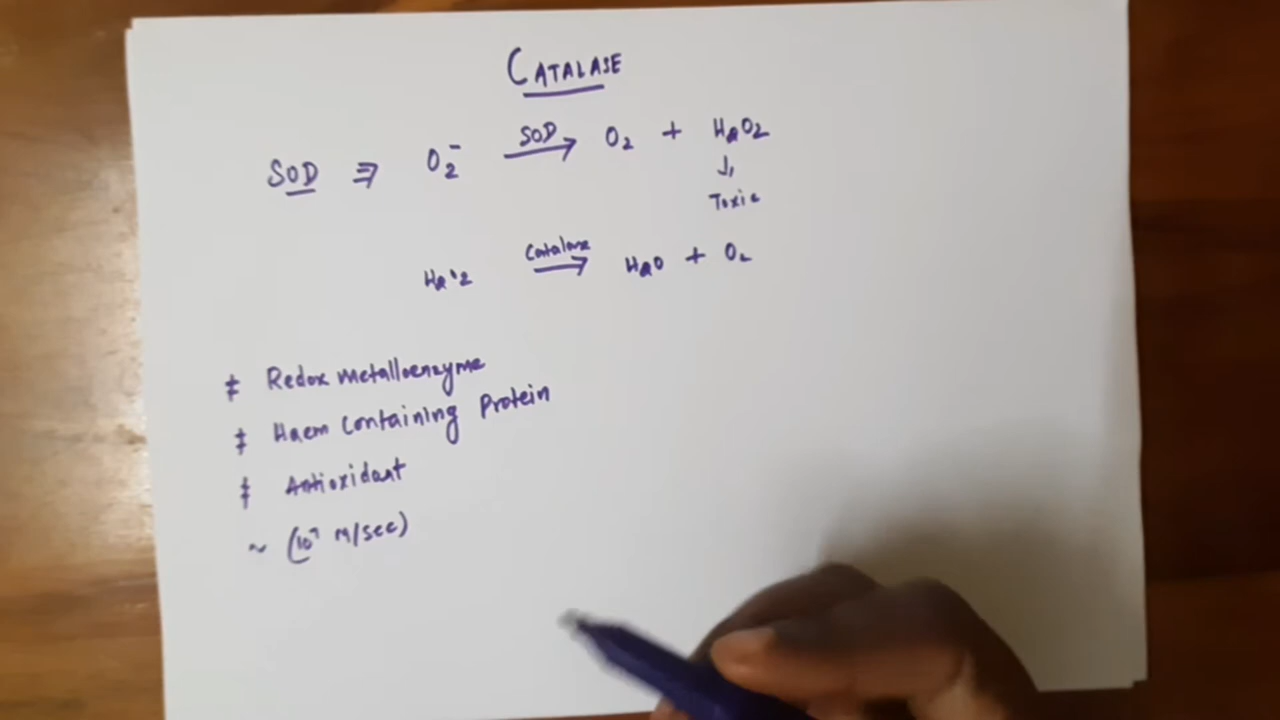 CATALASE
SOD ⇒ O₂⁻ SOD→ O₂ + H₂O₂
↓
Toxic
H₂O₂ Catalase→ H₂O + O₂
‡ Redox metalloenzyme
‡ Haem containing Protein
‡ Antioxidant
~ (10⁷ M/sec)